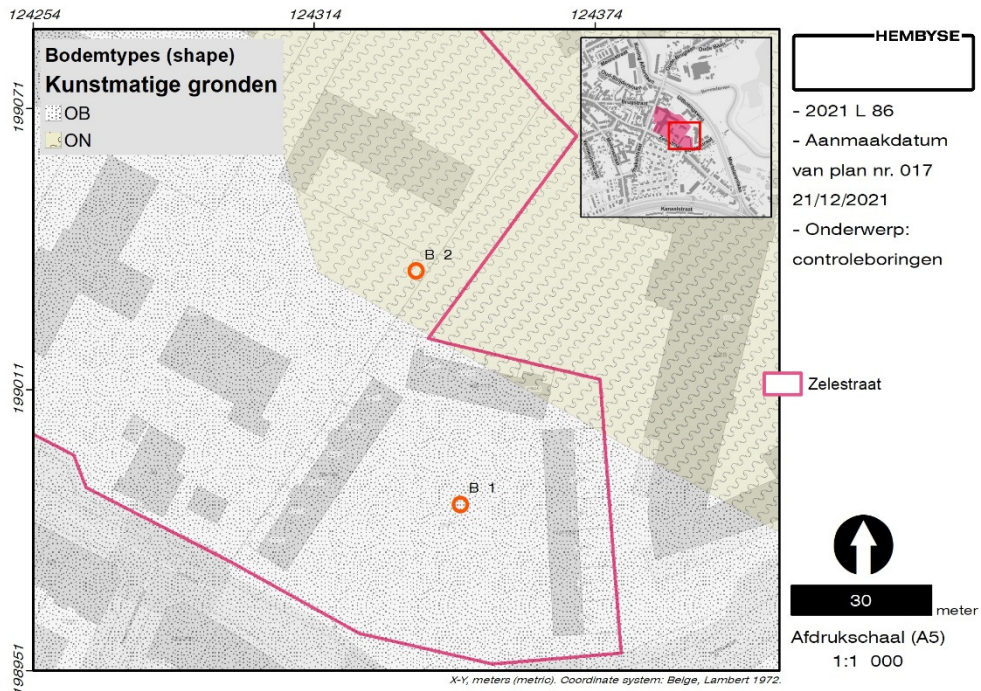 124254
124314
124374
199071
199011
198951
Bodemtypes (shape)
Kunstmatige gronden
OB
ON
B 2
B 1
HEMBYSE
- 2021 L 86
- Aanmaakdatum
van plan nr. 017
21/12/2021
- Onderwerp:
controleboringen
Zelestraat
30
meter
Afdrukschaal (A5)
1:1 000
X-Y, meters (metric). Coordinate system: Belge, Lambert 1972.
Kanaalstraat